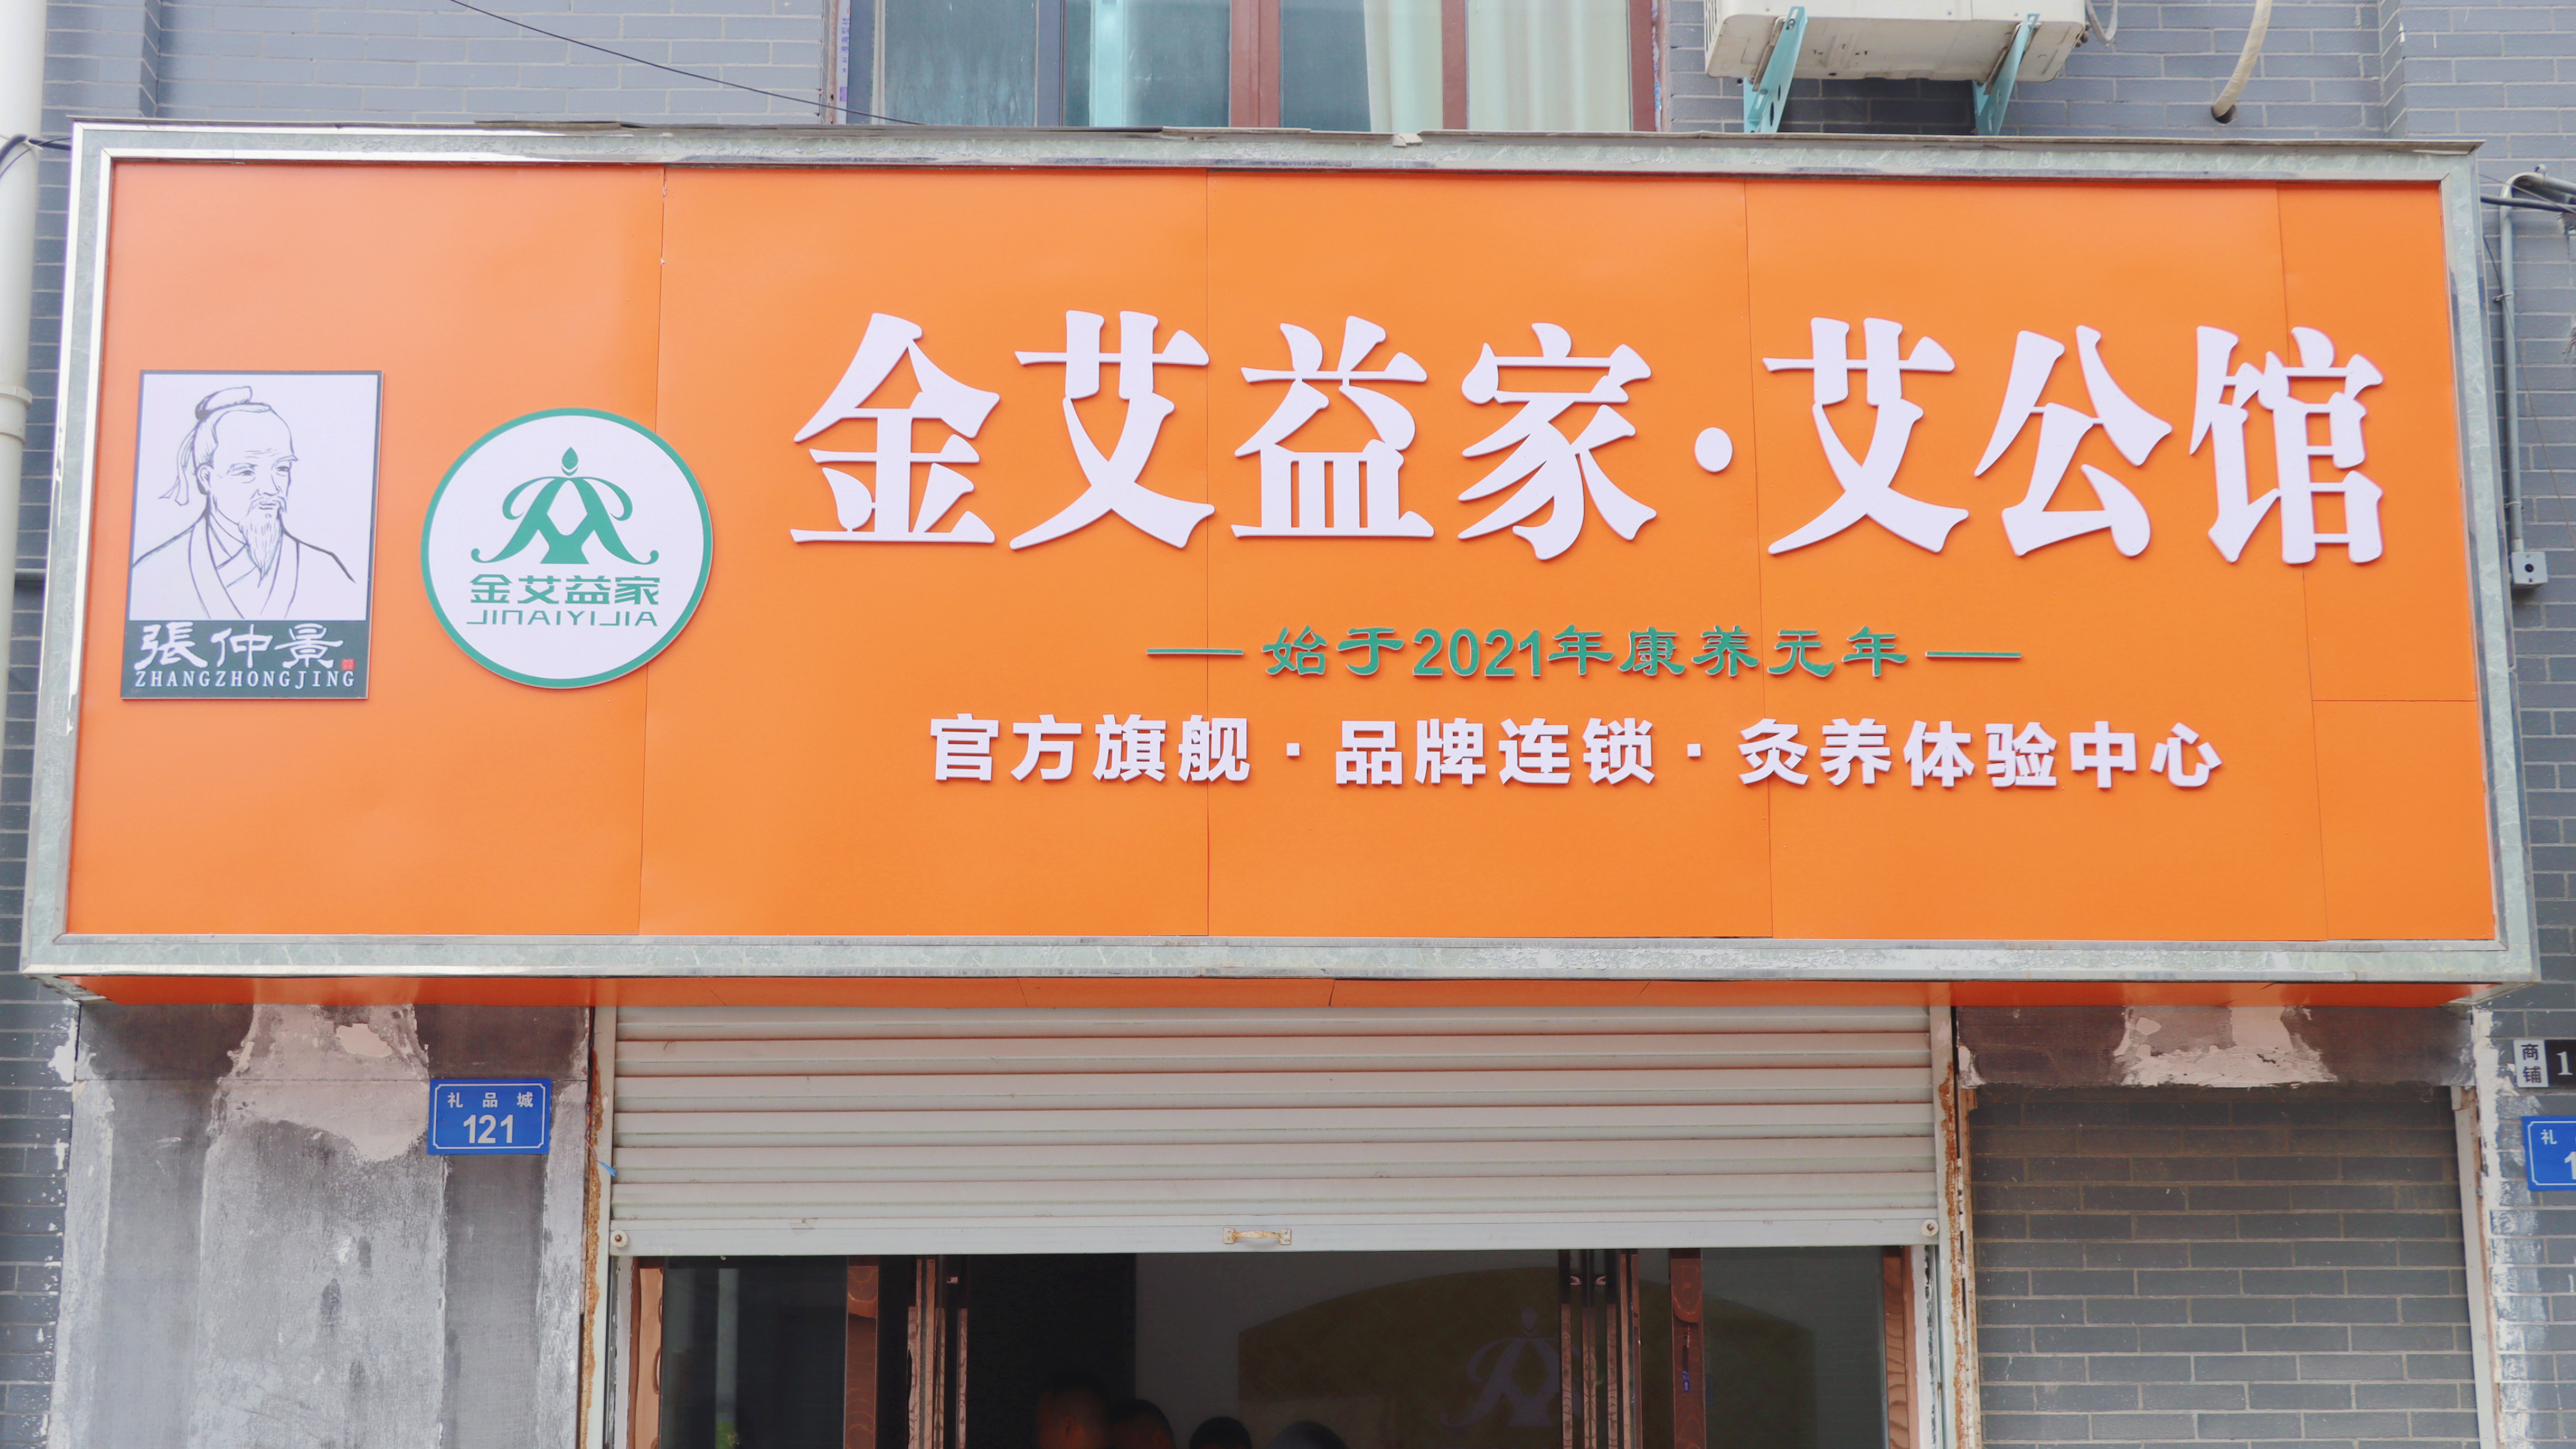 金艾益家·艾公馆
張仲景
ZHANGZHONGJING
金艾益家
JINAIYIJIA
始于2021年康养元年
官方旗舰·品牌连锁·灸养体验中心
礼品城
121
商铺
1
礼
1